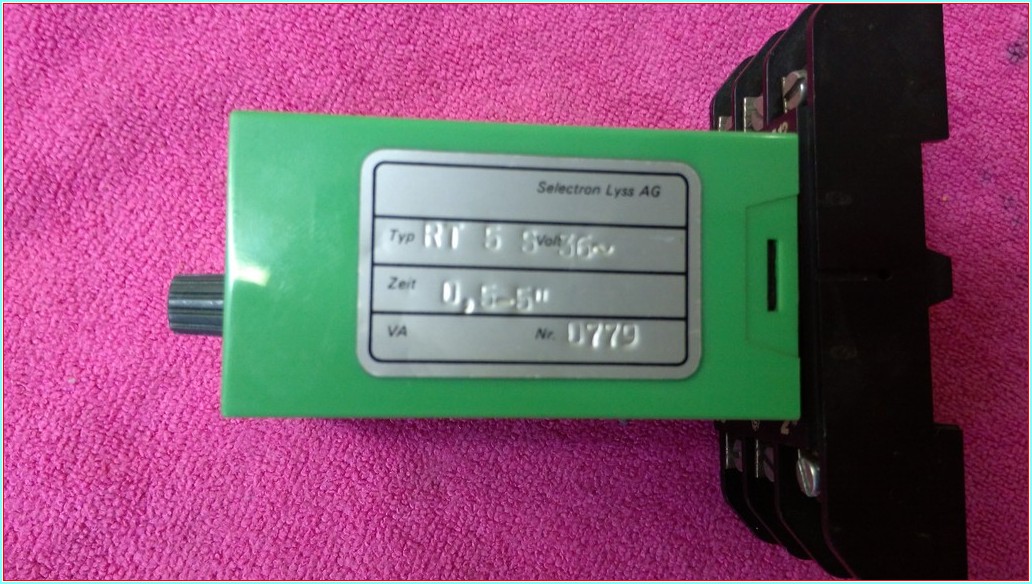 Selectron Lyss AG
Typ RT 5 S Volt 36~
Zeit 0,5-5"
VA Nr. 0779